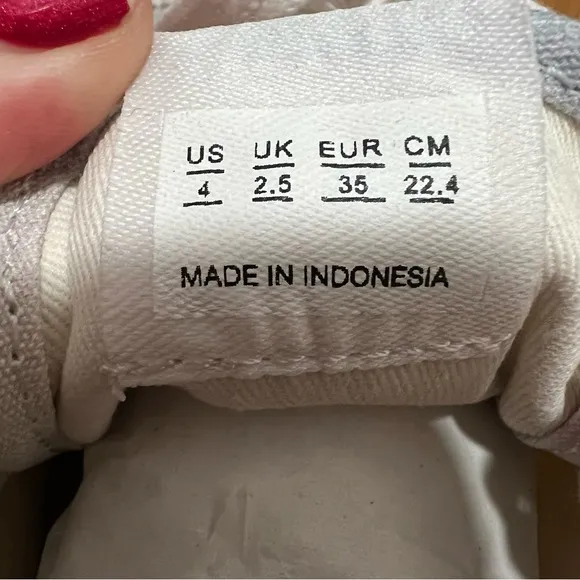 US UK EUR CM
4 2.5 35 22.4
MADE IN INDONESIA